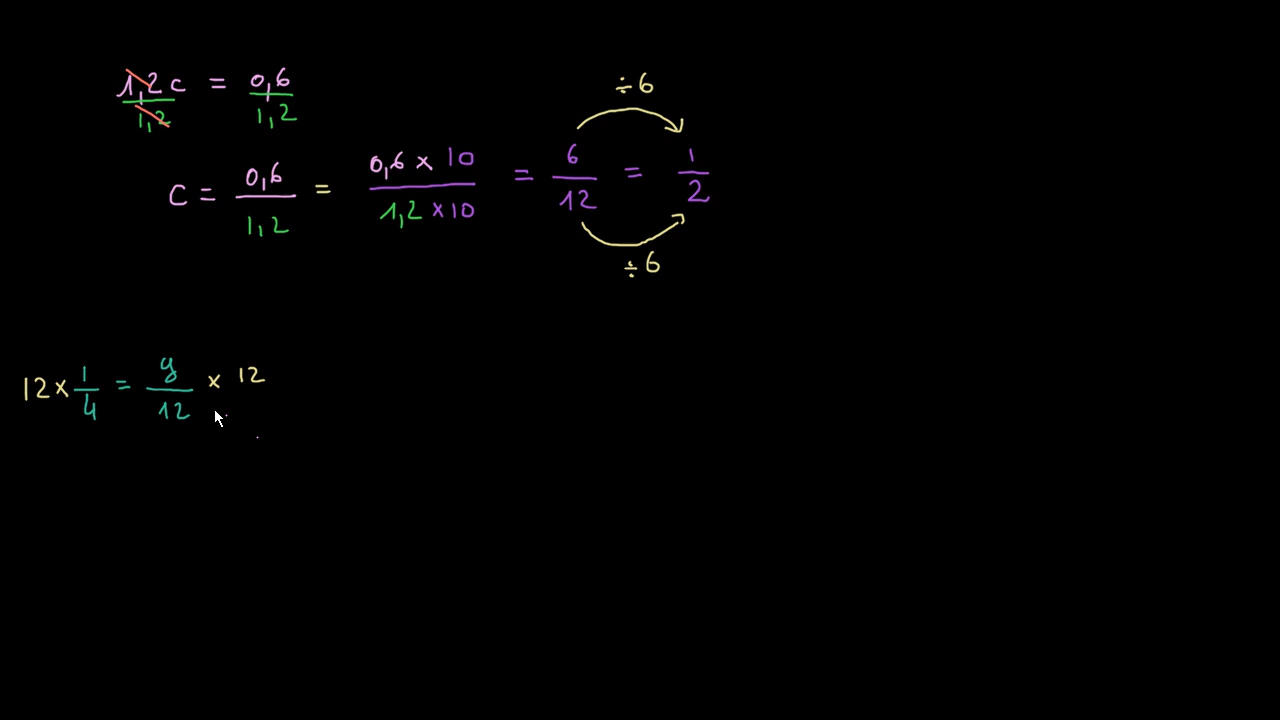 1,2c = 0,6
1,2 1,2
÷6
C = 0,6 = 0,6 × 10 = 6 = 1
1,2 1,2 × 10 12 2
÷6
12 × 1 = y × 12
4 12